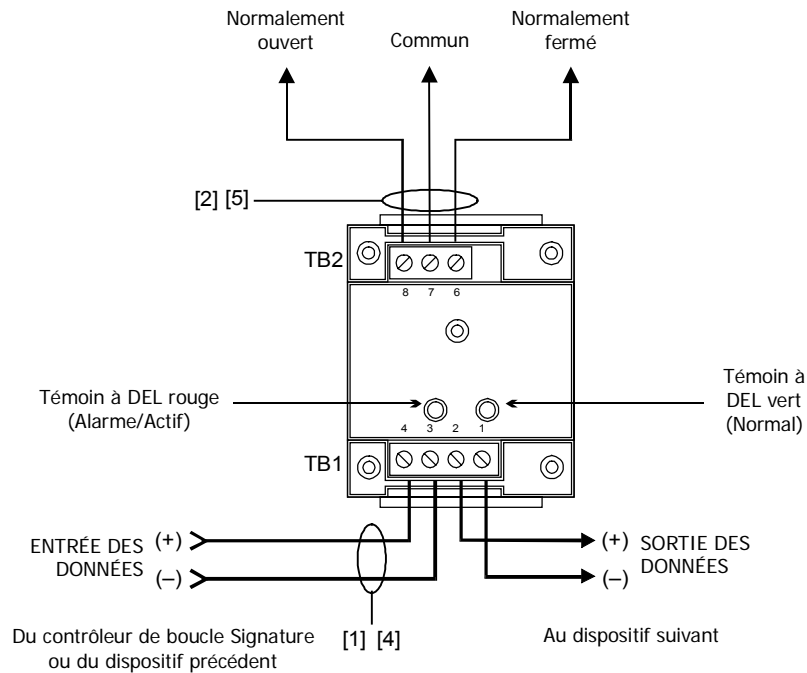 Normalement
ouvert
Commun
Normalement
fermé
[2] [5]
TB2
8 7 6
Témoin à DEL rouge
(Alarme/Actif)
Témoin à
DEL vert
(Normal)
4 3 2 1
TB1
ENTRÉE DES
DONNÉES
(+)
(–)
(+)
(–)
SORTIE DES
DONNÉES
Du contrôleur de boucle Signature
ou du dispositif précédent
[1] [4]
Au dispositif suivant